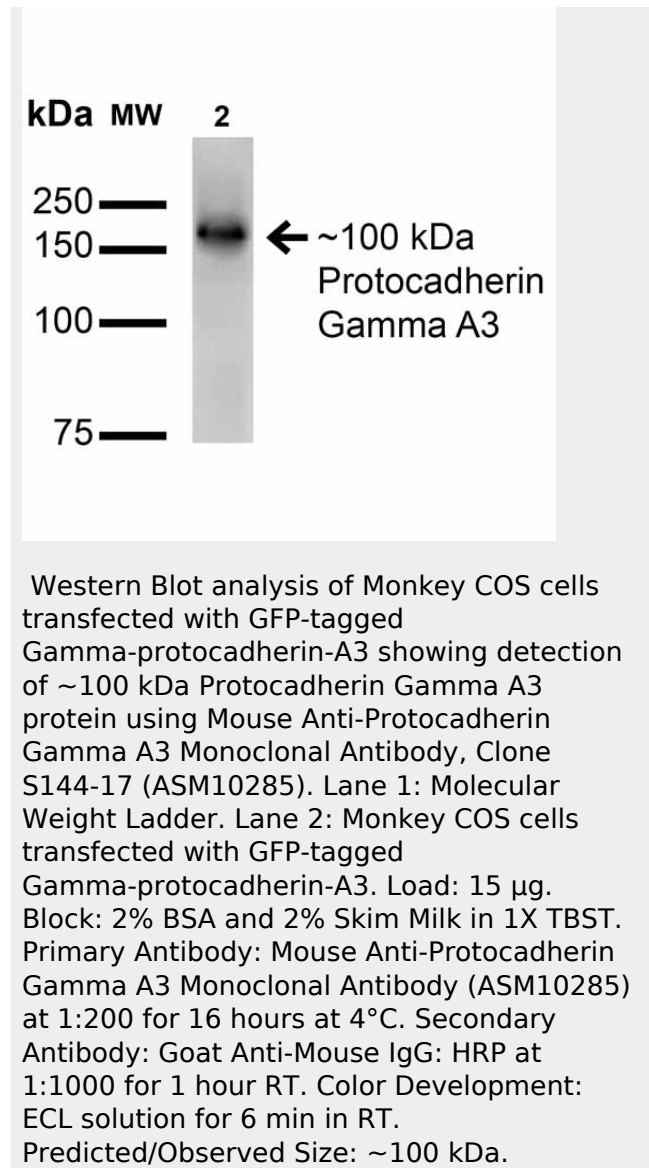 kDa MW 2
250
150
100
75
~100 kDa
Protocadherin
Gamma A3
Western Blot analysis of Monkey COS cells
transfected with GFP-tagged
Gamma-protocadherin-A3 showing detection
of ~100 kDa Protocadherin Gamma A3
protein using Mouse Anti-Protocadherin
Gamma A3 Monoclonal Antibody, Clone
S144-17 (ASM10285). Lane 1: Molecular
Weight Ladder. Lane 2: Monkey COS cells
transfected with GFP-tagged
Gamma-protocadherin-A3. Load: 15 µg.
Block: 2% BSA and 2% Skim Milk in 1X TBST.
Primary Antibody: Mouse Anti-Protocadherin
Gamma A3 Monoclonal Antibody (ASM10285)
at 1:200 for 16 hours at 4°C. Secondary
Antibody: Goat Anti-Mouse IgG: HRP at
1:1000 for 1 hour RT. Color Development:
ECL solution for 6 min in RT.
Predicted/Observed Size: ~100 kDa.